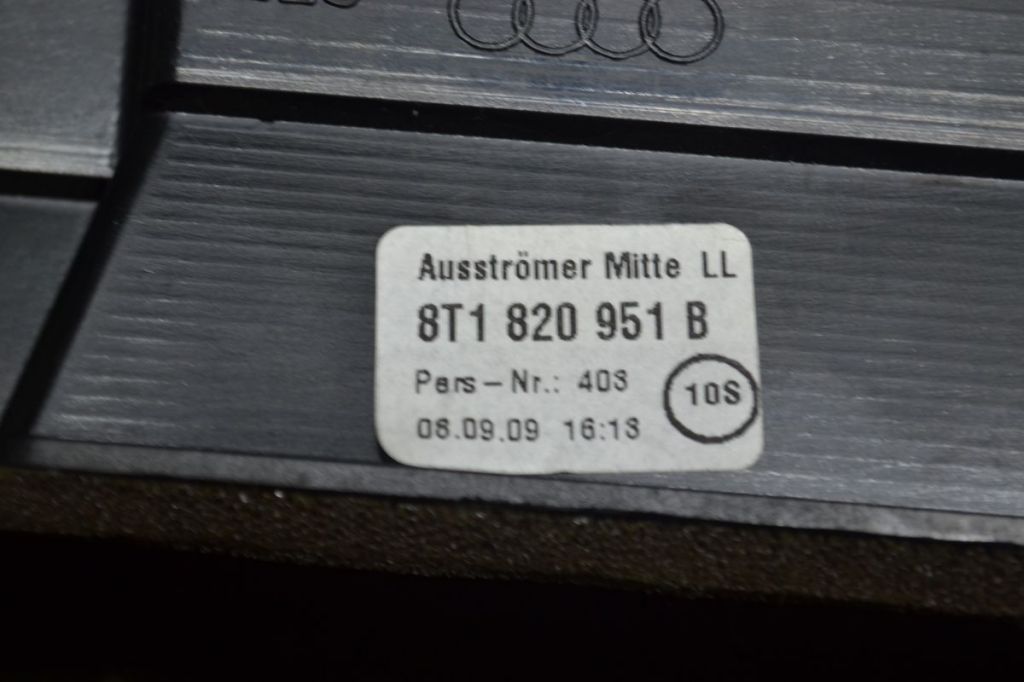 Ausströmer Mitte LL
8T1 820 951 B
Pers-Nr.: 403
10S
08.09.09 16:13